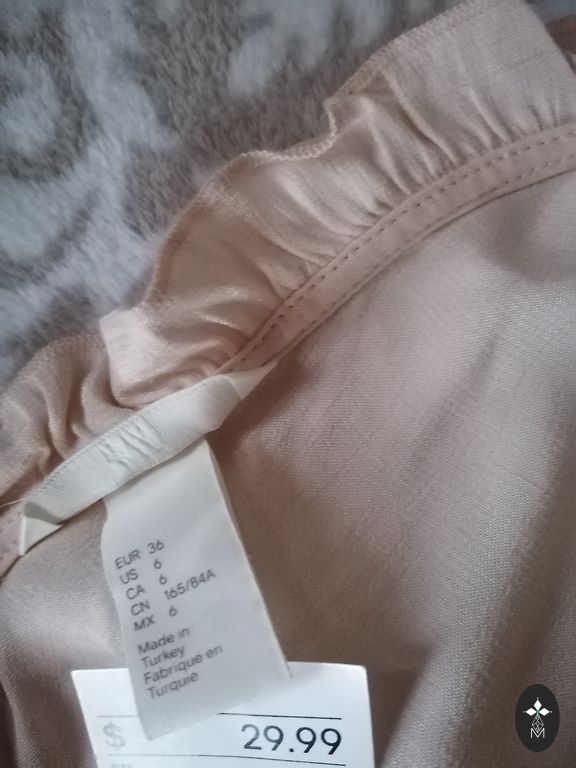 EUR 36
US 6
CA 6
CN 165/84A
MX 6
Made in
Turkey
Fabriqué en
Turquie
$ 29.99
M